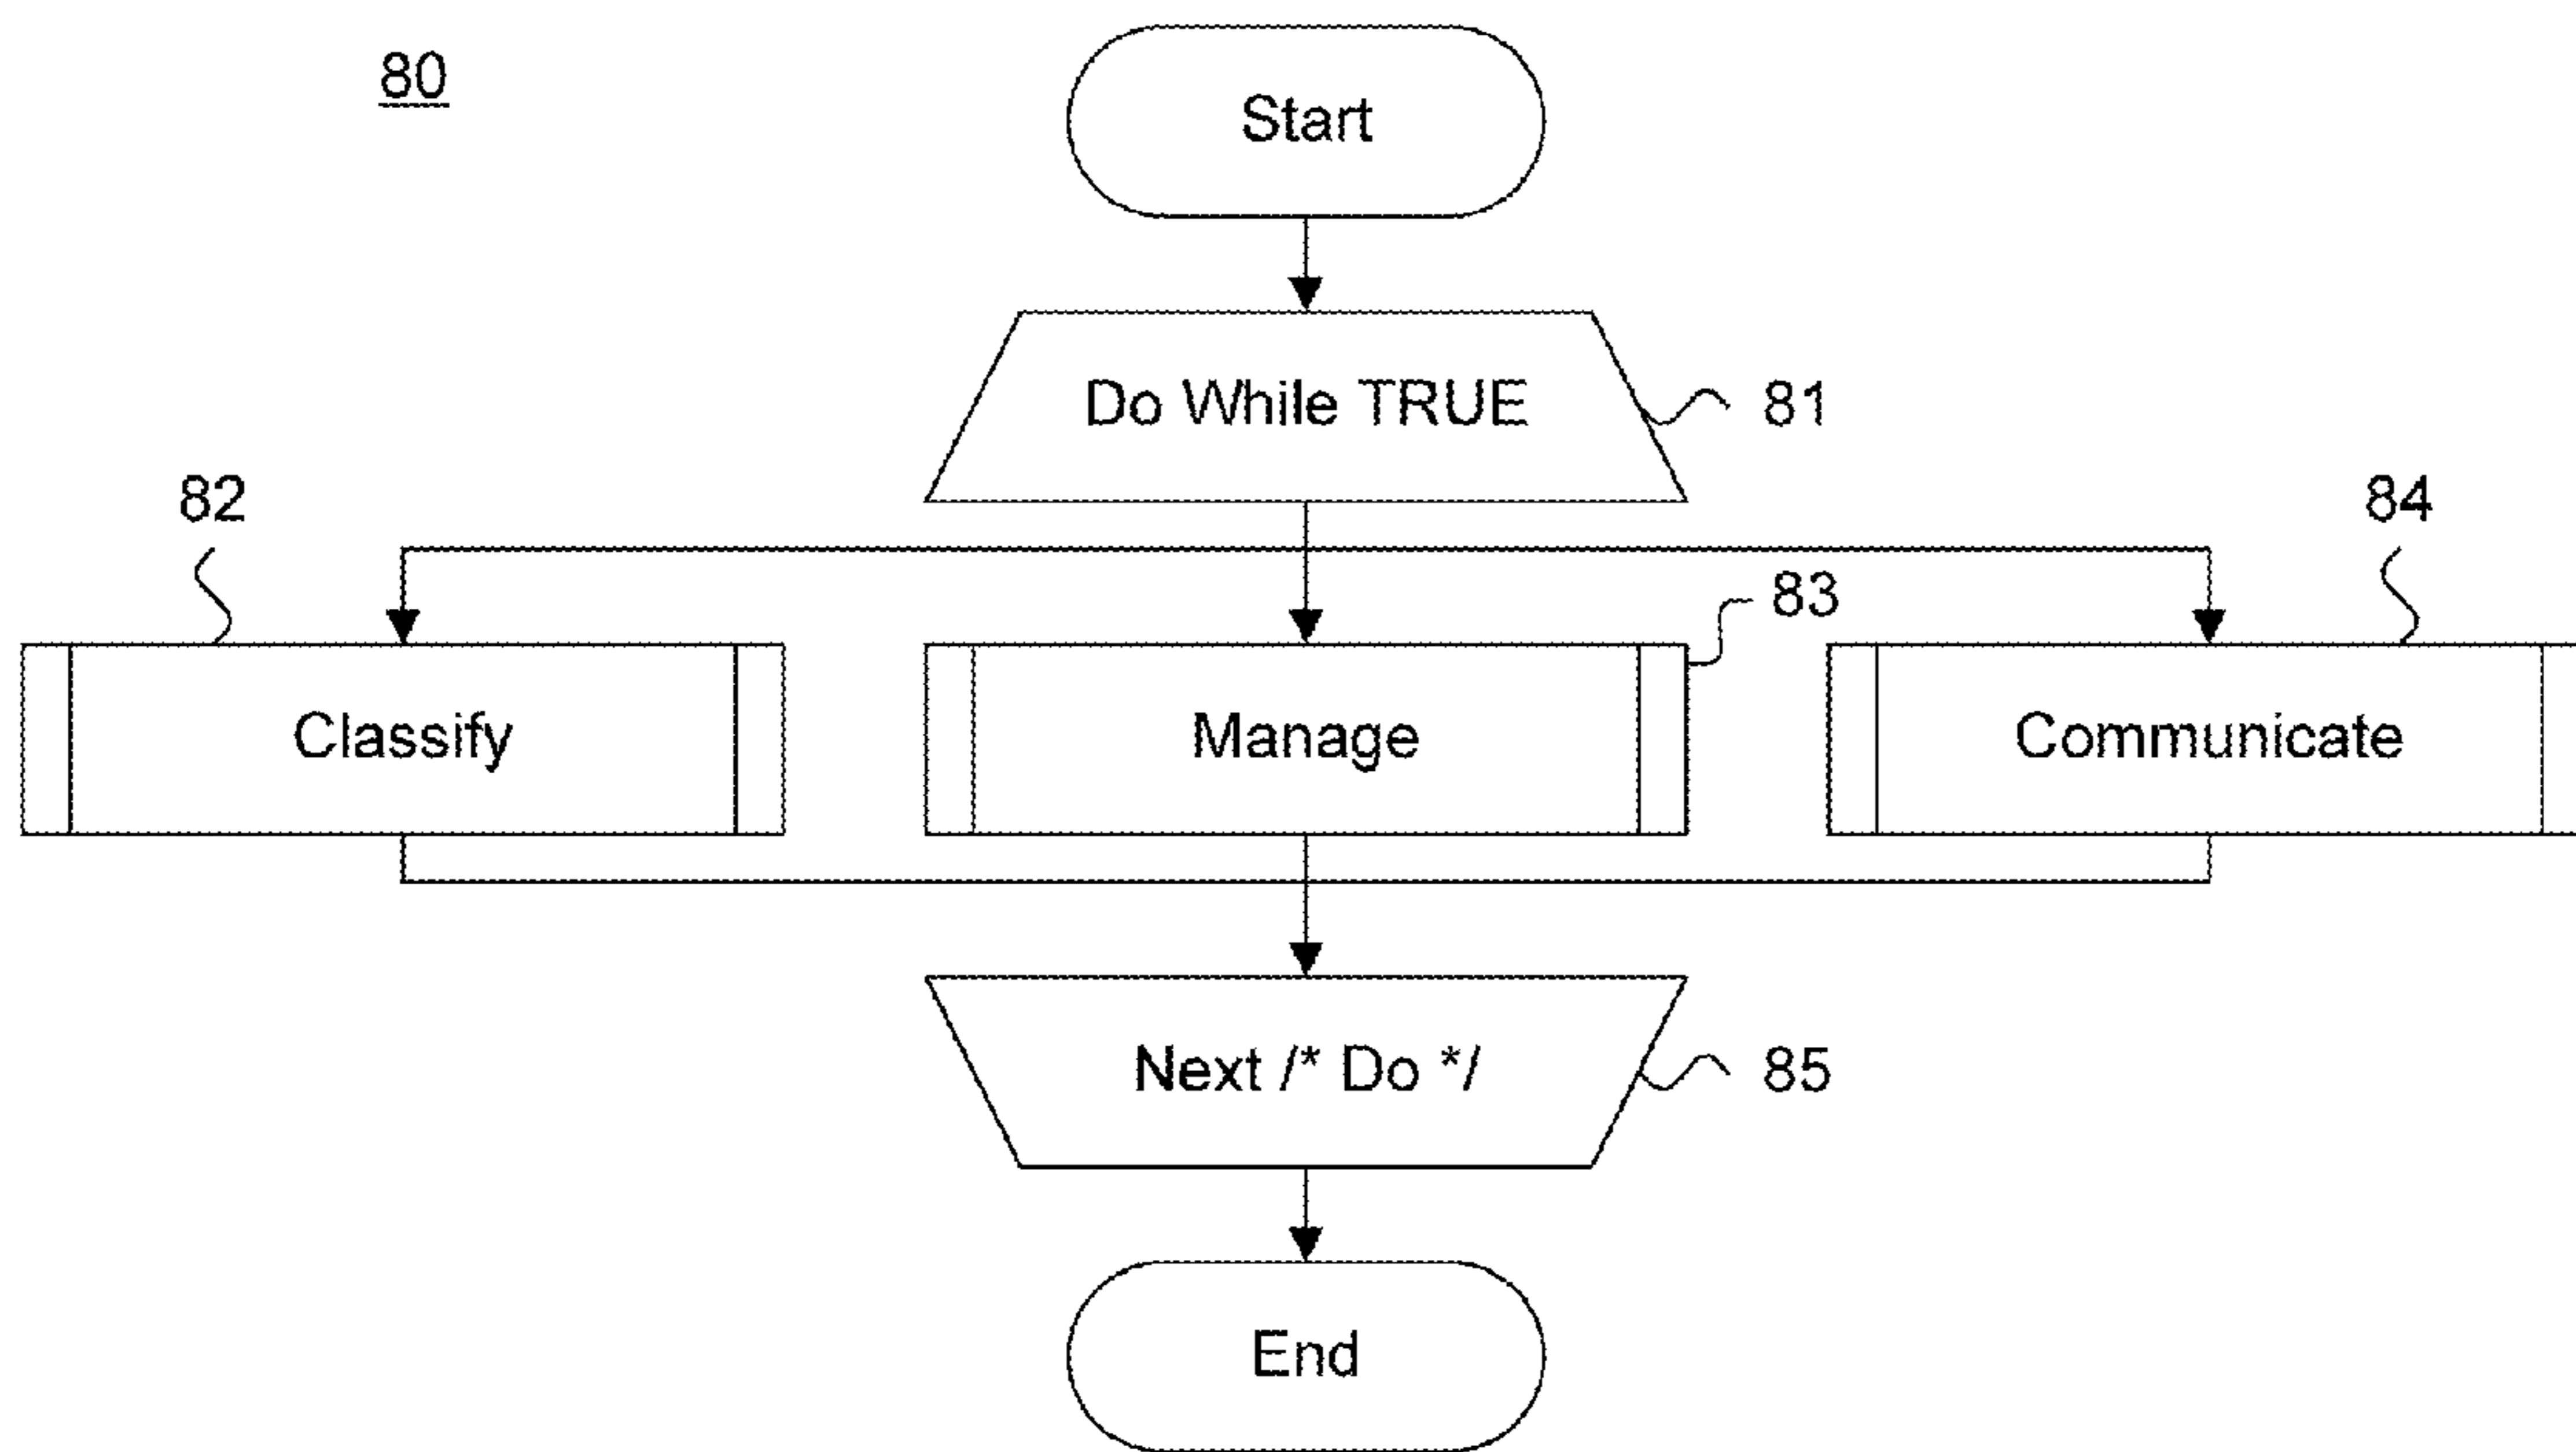 80
Start
Do While TRUE
81
82
84
83
Classify
Manage
Communicate
Next /* Do */
85
End